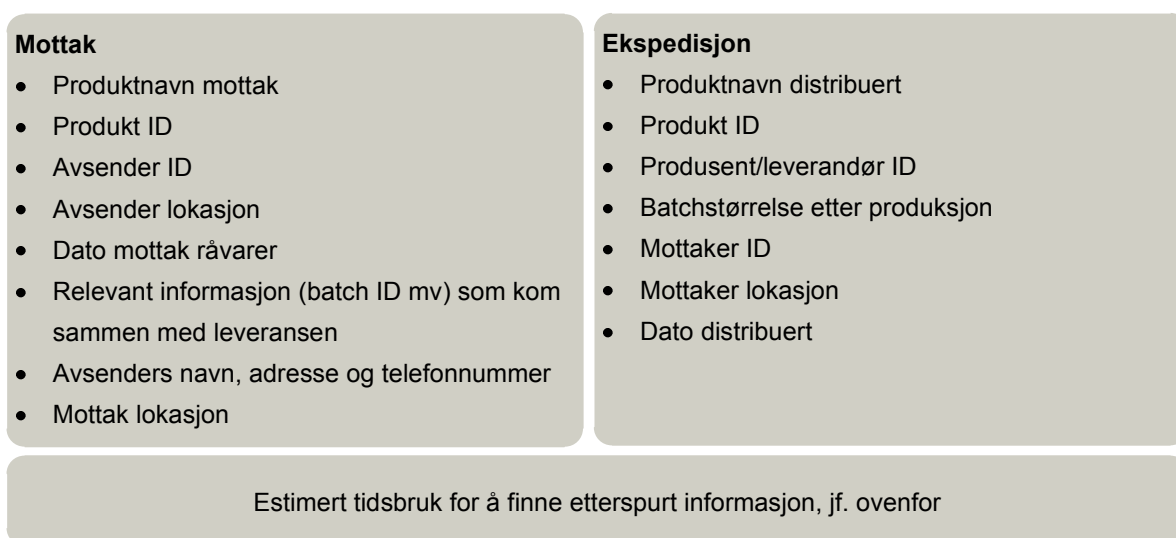 Mottak
• Produktnavn mottak
• Produkt ID
• Avsender ID
• Avsender lokasjon
• Dato mottak råvarer
• Relevant informasjon (batch ID mv) som kom
sammen med leveransen
• Avsenders navn, adresse og telefonnummer
• Mottak lokasjon
Ekspedisjon
• Produktnavn distribuert
• Produkt ID
• Produsent/leverandør ID
• Batchstørrelse etter produksjon
• Mottaker ID
• Mottaker lokasjon
• Dato distribuert
Estimert tidsbruk for å finne etterspurt informasjon, jf. ovenfor